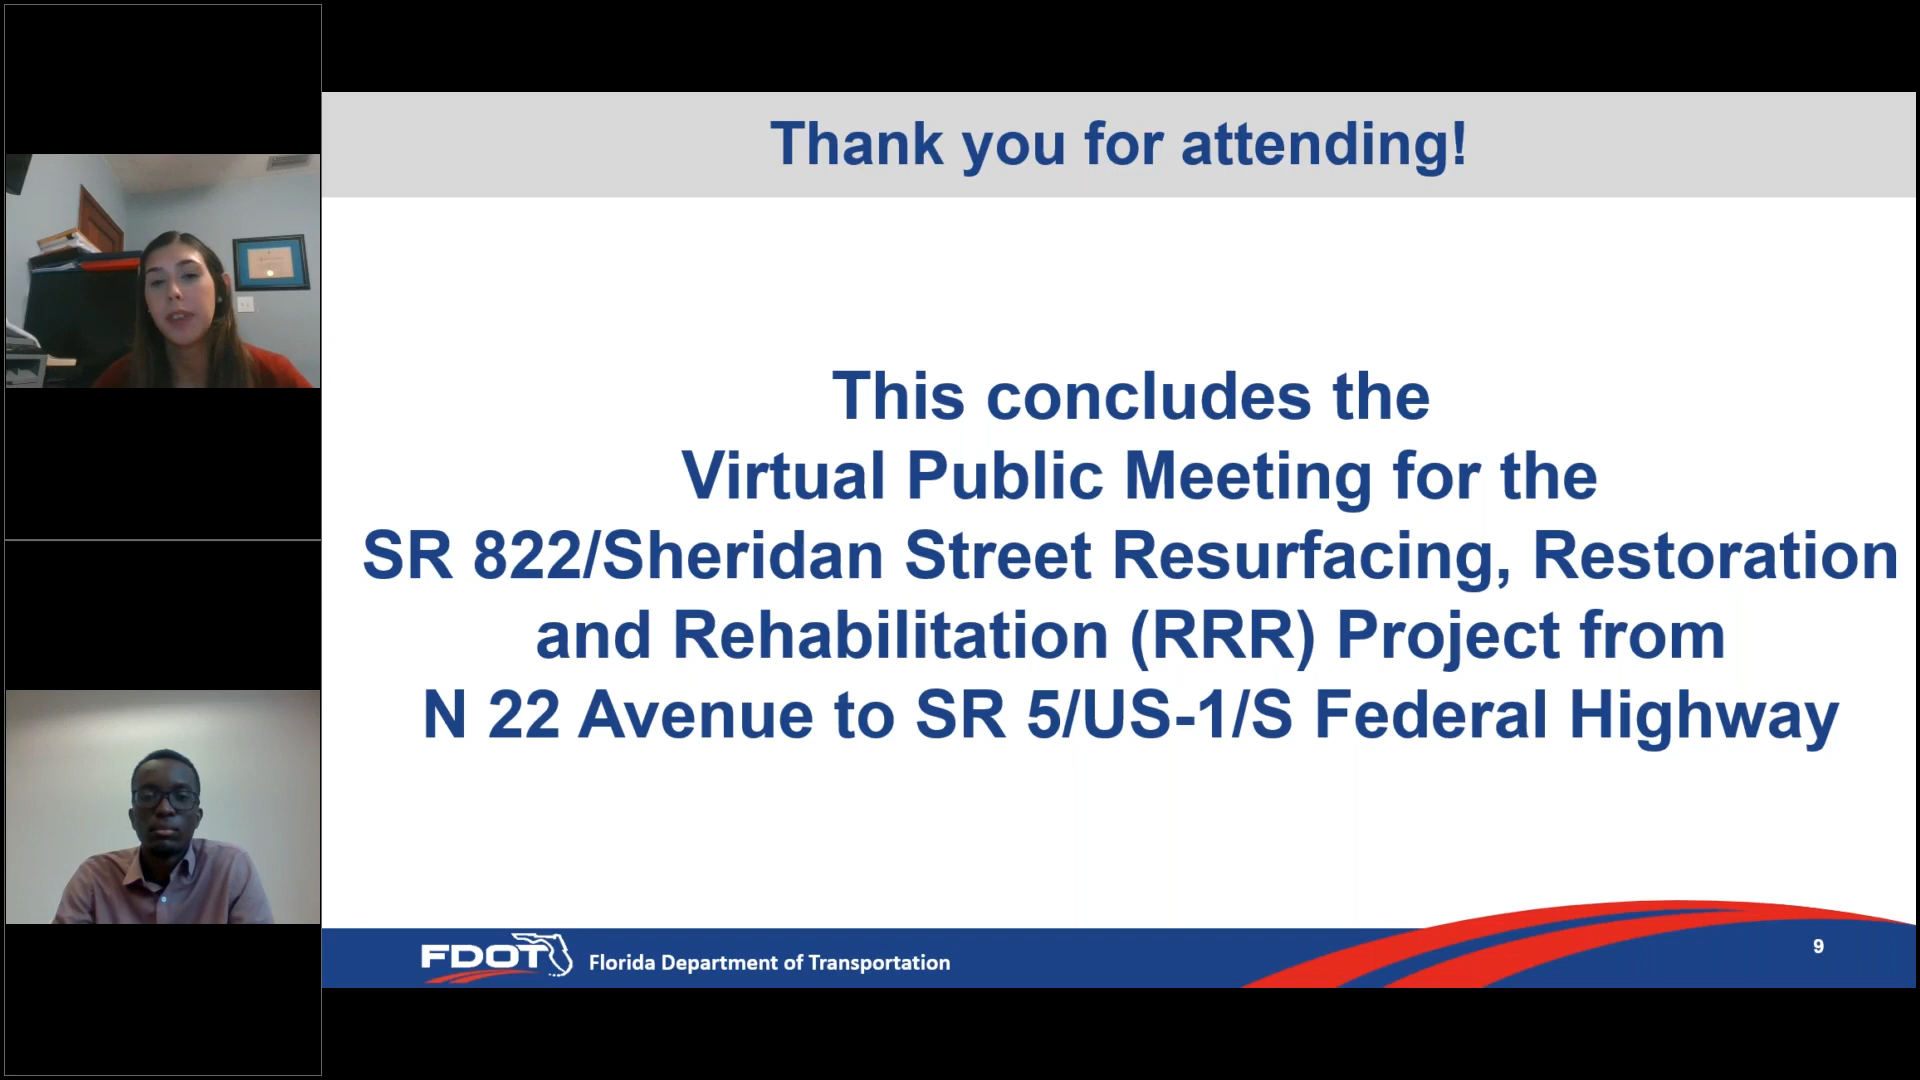 Thank you for attending!
This concludes the
Virtual Public Meeting for the
SR 822/Sheridan Street Resurfacing, Restoration
and Rehabilitation (RRR) Project from
N 22 Avenue to SR 5/US-1/S Federal Highway
FDOT
Florida Department of Transportation
9